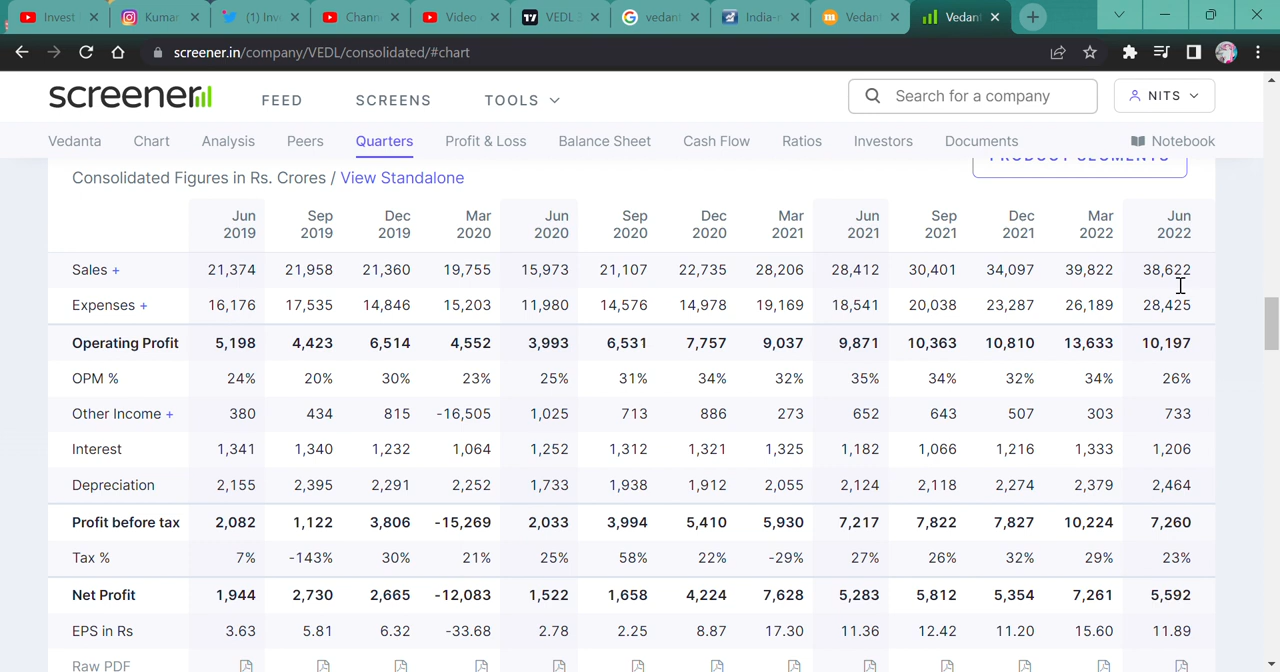 Invest
Kumar
(1) Inv
Chann
Video
VEDL S
vedant
India-r
Vedant
Vedant
screener.in/company/VEDL/consolidated/#chart
screener
FEED
SCREENS
TOOLS
Search for a company
NITS
Vedanta
Chart
Analysis
Peers
Quarters
Profit & Loss
Balance Sheet
Cash Flow
Ratios
Investors
Documents
Notebook
PRODUCT SEGMENTS
Consolidated Figures in Rs. Crores / View Standalone
Jun 2019 Sep 2019 Dec 2019 Mar 2020 Jun 2020 Sep 2020 Dec 2020 Mar 2021 Jun 2021 Sep 2021 Dec 2021 Mar 2022 Jun 2022
Sales + 21,374 21,958 21,360 19,755 15,973 21,107 22,735 28,206 28,412 30,401 34,097 39,822 38,622
Expenses + 16,176 17,535 14,846 15,203 11,980 14,576 14,978 19,169 18,541 20,038 23,287 26,189 28,425
Operating Profit 5,198 4,423 6,514 4,552 3,993 6,531 7,757 9,037 9,871 10,363 10,810 13,633 10,197
OPM % 24% 20% 30% 23% 25% 31% 34% 32% 35% 34% 32% 34% 26%
Other Income + 380 434 815 -16,505 1,025 713 886 273 652 643 507 303 733
Interest 1,341 1,340 1,232 1,064 1,252 1,312 1,321 1,325 1,182 1,066 1,216 1,333 1,206
Depreciation 2,155 2,395 2,291 2,252 1,733 1,938 1,912 2,055 2,124 2,118 2,274 2,379 2,464
Profit before tax 2,082 1,122 3,806 -15,269 2,033 3,994 5,410 5,930 7,217 7,822 7,827 10,224 7,260
Tax % 7% -143% 30% 21% 25% 58% 22% -29% 27% 26% 32% 29% 23%
Net Profit 1,944 2,730 2,665 -12,083 1,522 1,658 4,224 7,628 5,283 5,812 5,354 7,261 5,592
EPS in Rs 3.63 5.81 6.32 -33.68 2.78 2.25 8.87 17.30 11.36 12.42 11.20 15.60 11.89
Raw PDF